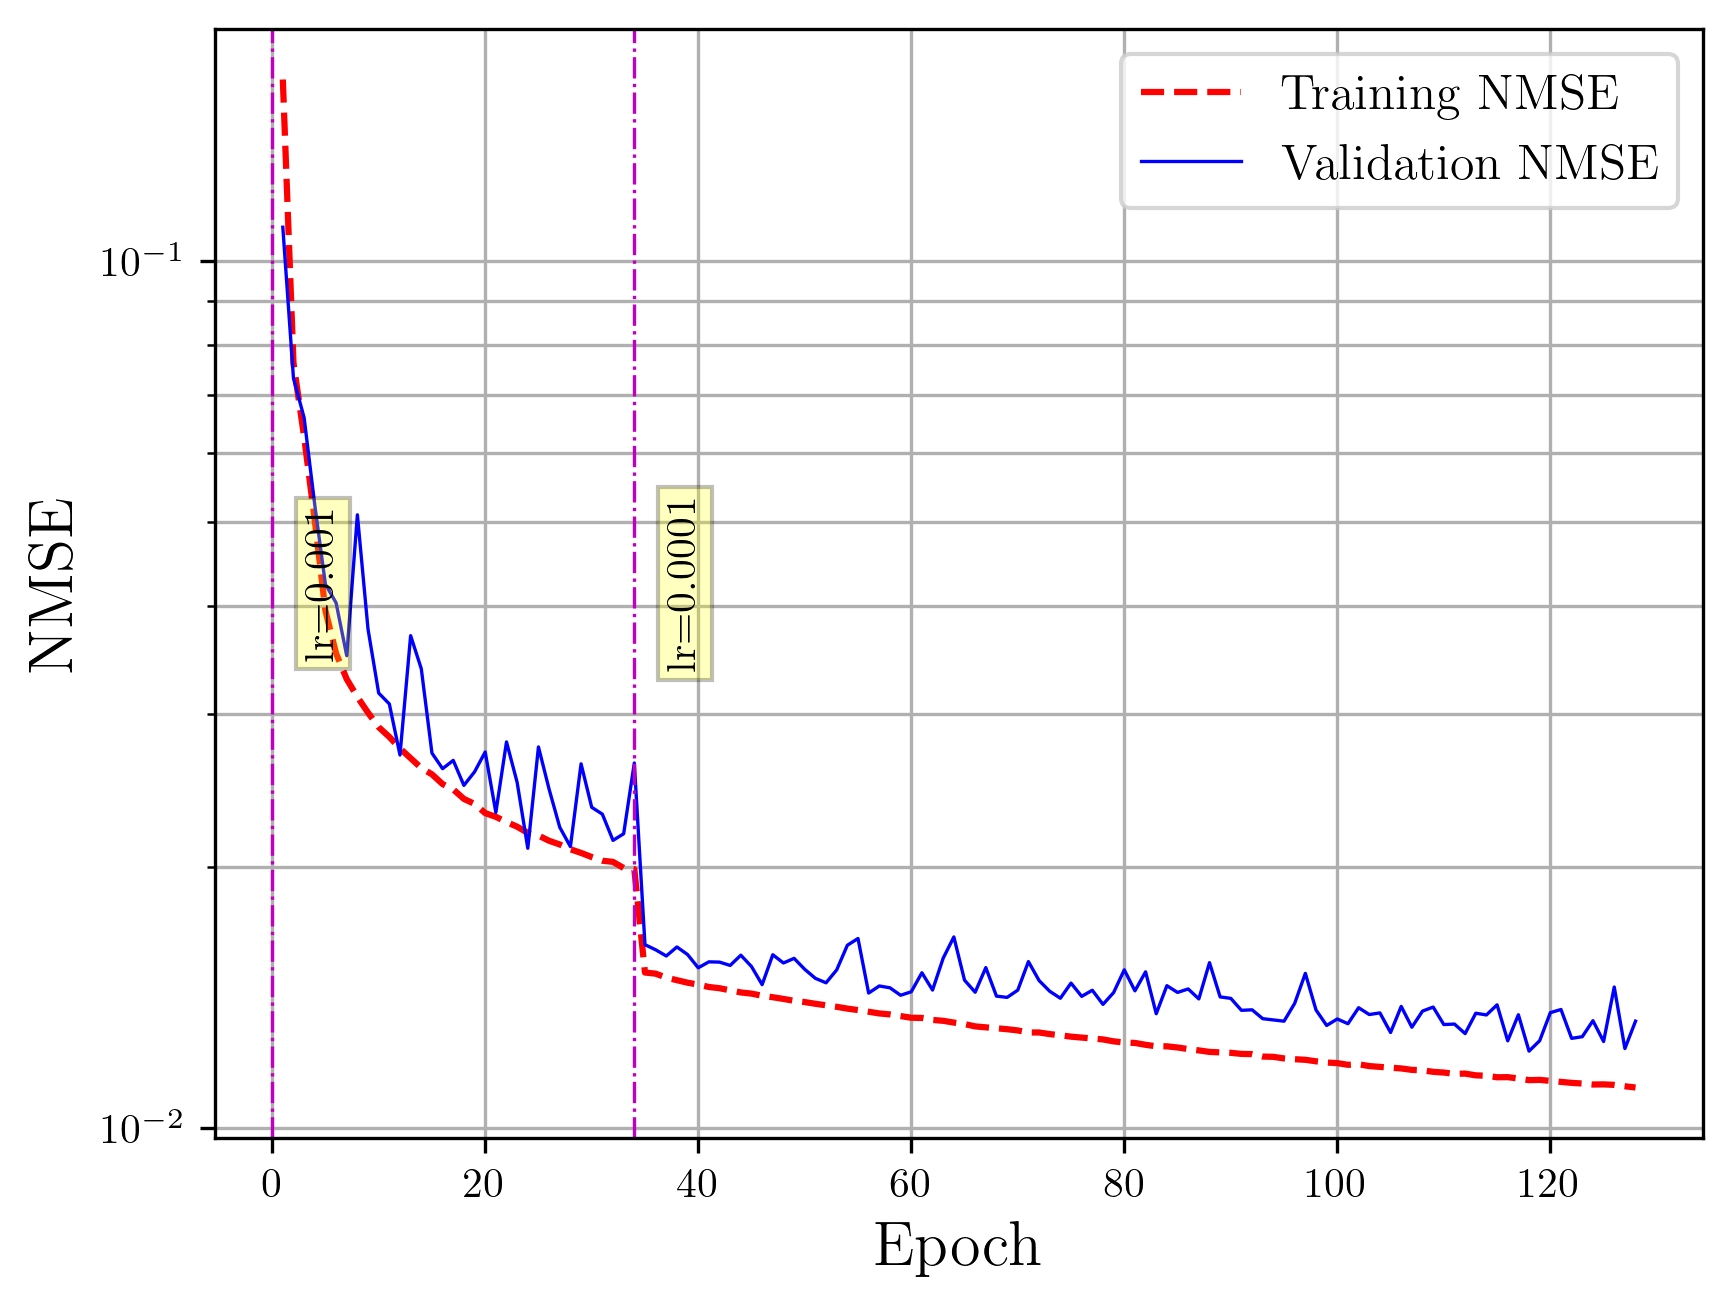 Training NMSE
Validation NMSE
NMSE
10⁻¹
10⁻²
lr=0.001
lr=0.0001
0 20 40 60 80 100 120
Epoch